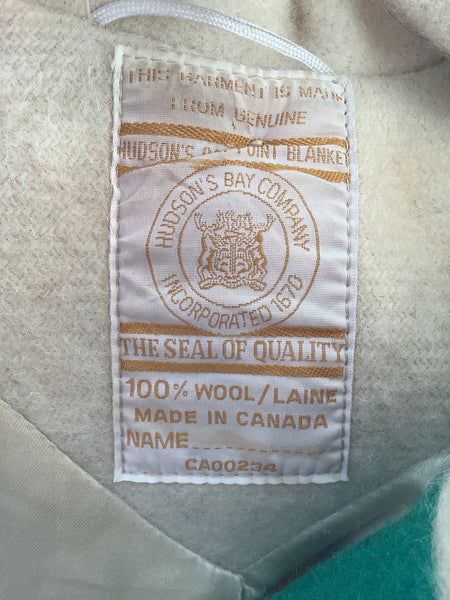 THIS GARMENT IS MADE
FROM GENUINE
HUDSON'S BAY POINT BLANKET
HUDSON'S BAY COMPANY
INCORPORATED 1670
THE SEAL OF QUALITY
100% WOOL/LAINE
MADE IN CANADA
NAME
CA00234